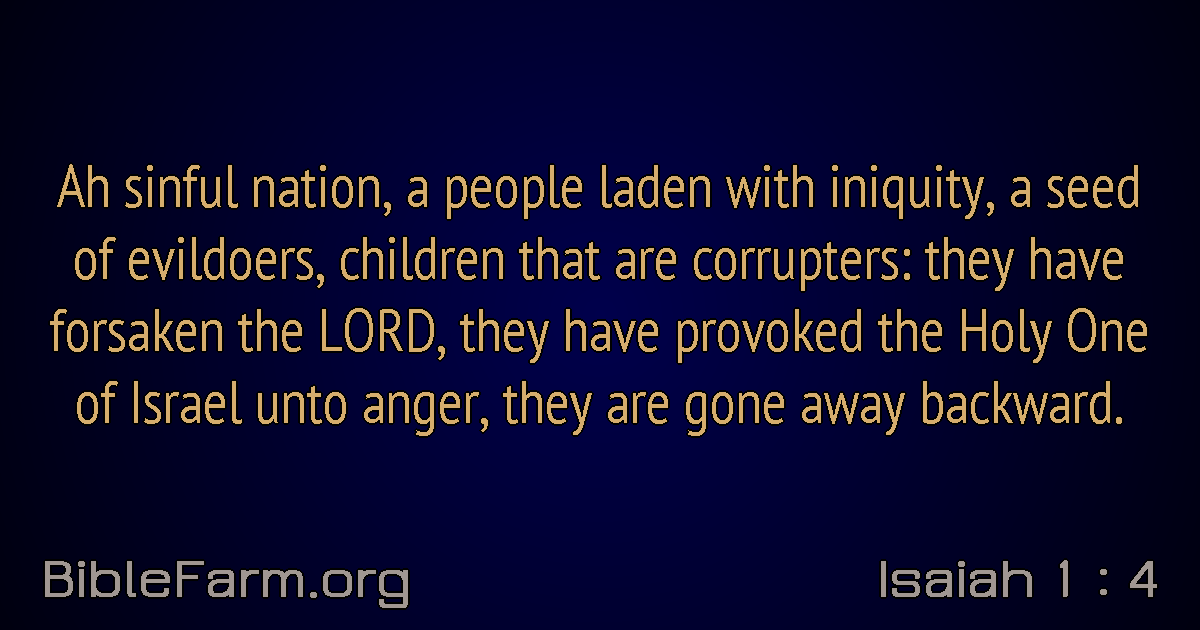 Ah sinful nation, a people laden with iniquity, a seed
of evildoers, children that are corrupters: they have
forsaken the LORD, they have provoked the Holy One
of Israel unto anger, they are gone away backward.
BibleFarm.org
Isaiah 1 : 4